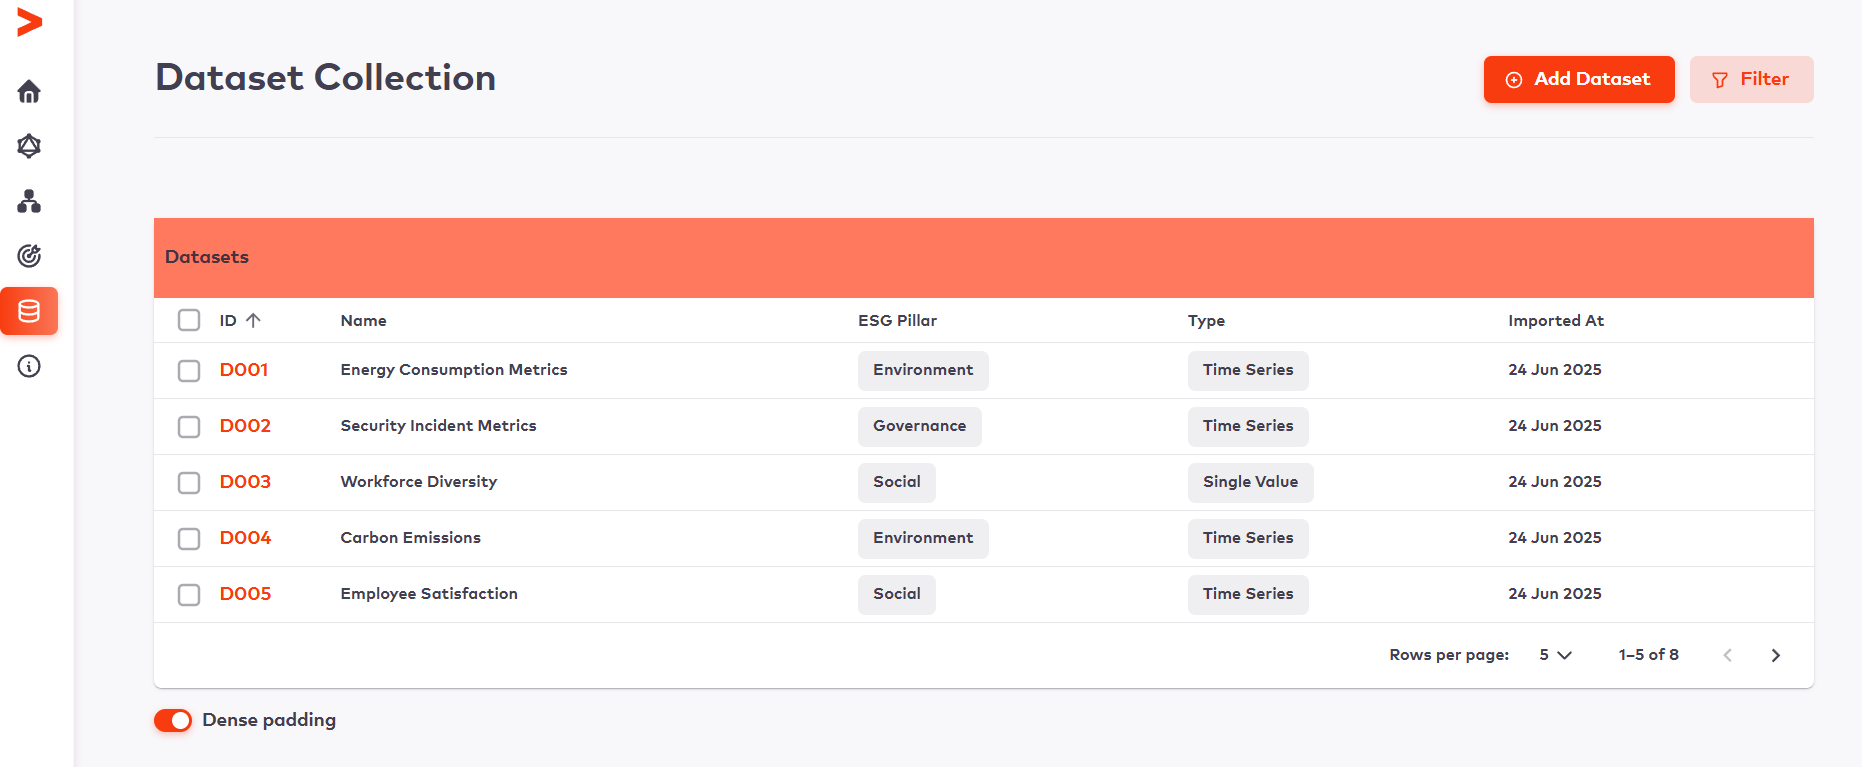 Dataset Collection
Add Dataset
Filter
Datasets
ID Name ESG Pillar Type Imported At
D001 Energy Consumption Metrics Environment Time Series 24 Jun 2025
D002 Security Incident Metrics Governance Time Series 24 Jun 2025
D003 Workforce Diversity Social Single Value 24 Jun 2025
D004 Carbon Emissions Environment Time Series 24 Jun 2025
D005 Employee Satisfaction Social Time Series 24 Jun 2025
Rows per page: 5 1–5 of 8
Dense padding